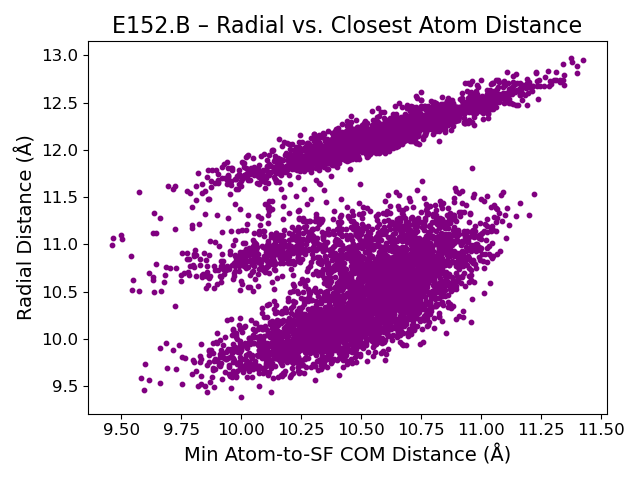 E152.B – Radial vs. Closest Atom Distance
Radial Distance (Å)
13.0
12.5
12.0
11.5
11.0
10.5
10.0
9.5
9.50 9.75 10.00 10.25 10.50 10.75 11.00 11.25 11.50
Min Atom-to-SF COM Distance (Å)